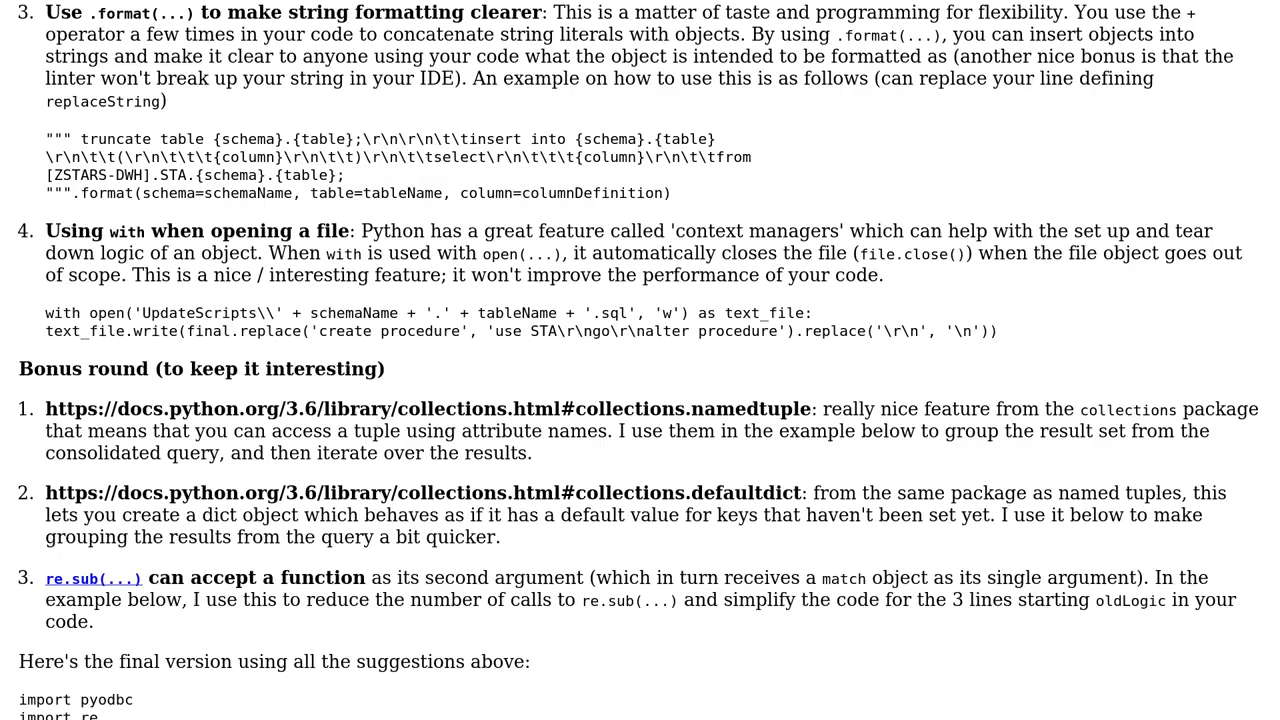 3. Use .format(...) to make string formatting clearer: This is a matter of taste and programming for flexibility. You use the +
operator a few times in your code to concatenate string literals with objects. By using .format(...), you can insert objects into
strings and make it clear to anyone using your code what the object is intended to be formatted as (another nice bonus is that the
linter won't break up your string in your IDE). An example on how to use this is as follows (can replace your line defining
replaceString)
""" truncate table {schema}.{table};\r\n\r\n\t\tinsert into {schema}.{table}
\r\n\t\t(\r\n\t\t\t{column}\r\n\t\t)\r\n\t\tselect\r\n\t\t\t{column}\r\n\t\tfrom
[ZSTARS-DWH].STA.{schema}.{table};
""".format(schema=schemaName, table=tableName, column=columnDefinition)
4. Using with when opening a file: Python has a great feature called 'context managers' which can help with the set up and tear
down logic of an object. When with is used with open(...), it automatically closes the file (file.close()) when the file object goes out
of scope. This is a nice / interesting feature; it won't improve the performance of your code.
with open('UpdateScripts\\' + schemaName + '.' + tableName + '.sql', 'w') as text_file:
text_file.write(final.replace('create procedure', 'use STA\r\ngo\r\nalter procedure').replace('\r\n', '\n'))
Bonus round (to keep it interesting)
1. https://docs.python.org/3.6/library/collections.html#collections.namedtuple: really nice feature from the collections package
that means that you can access a tuple using attribute names. I use them in the example below to group the result set from the
consolidated query, and then iterate over the results.
2. https://docs.python.org/3.6/library/collections.html#collections.defaultdict: from the same package as named tuples, this
lets you create a dict object which behaves as if it has a default value for keys that haven't been set yet. I use it below to make
grouping the results from the query a bit quicker.
3. re.sub(...) can accept a function as its second argument (which in turn receives a match object as its single argument). In the
example below, I use this to reduce the number of calls to re.sub(...) and simplify the code for the 3 lines starting oldLogic in your
code.
Here's the final version using all the suggestions above:
import pyodbc
import re